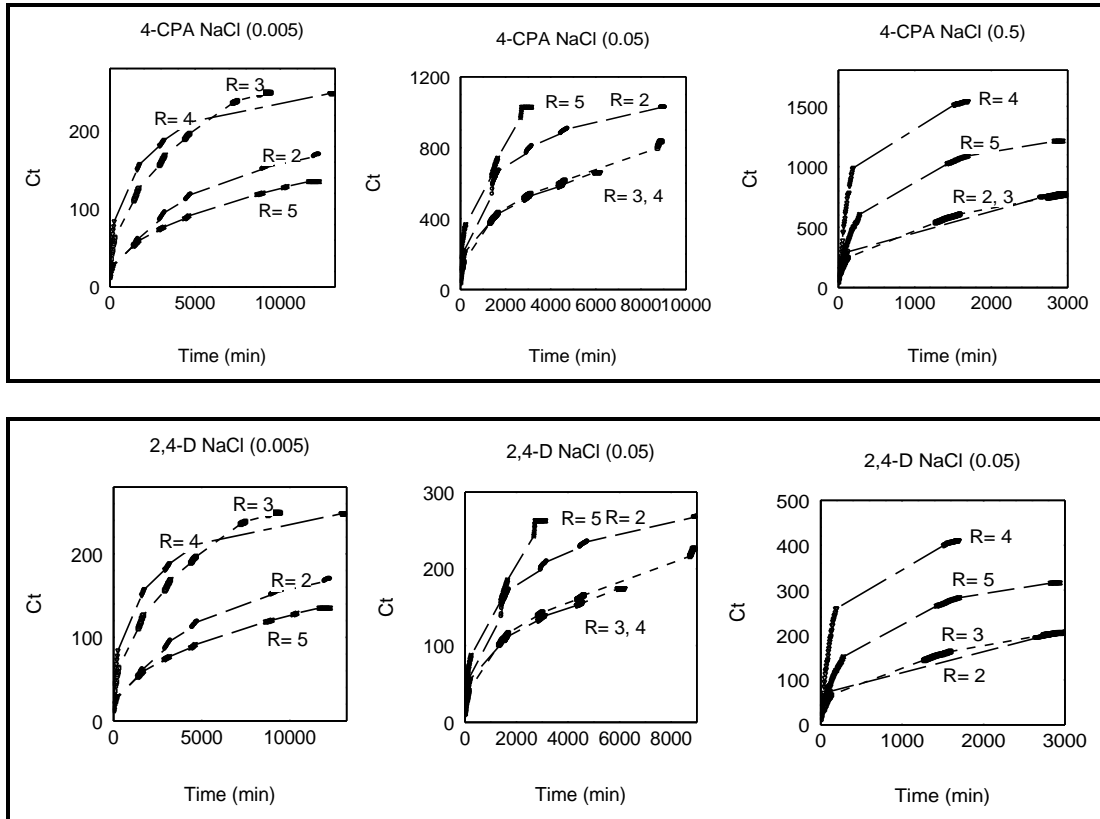 4-CPA NaCl (0.005)
Ct
200
100
0
R= 3
R= 4
R= 2
R= 5
0 5000 10000
Time (min)
4-CPA NaCl (0.05)
Ct
1200
800
400
0
R= 5 R= 2
R= 3, 4
0 2000 4000 6000 800010000
Time (min)
4-CPA NaCl (0.5)
Ct
1500
1000
500
0
R= 4
R= 5
R= 2, 3
0 1000 2000 3000
Time (min)
2,4-D NaCl (0.005)
Ct
200
100
0
R= 3
R= 4
R= 2
R= 5
0 5000 10000
Time (min)
2,4-D NaCl (0.05)
Ct
300
200
100
0
R= 5 R= 2
R= 3, 4
0 2000 4000 6000 8000
Time (min)
2,4-D NaCl (0.05)
Ct
500
400
300
200
100
0
R= 4
R= 5
R= 3
R= 2
0 1000 2000 3000
Time (min)